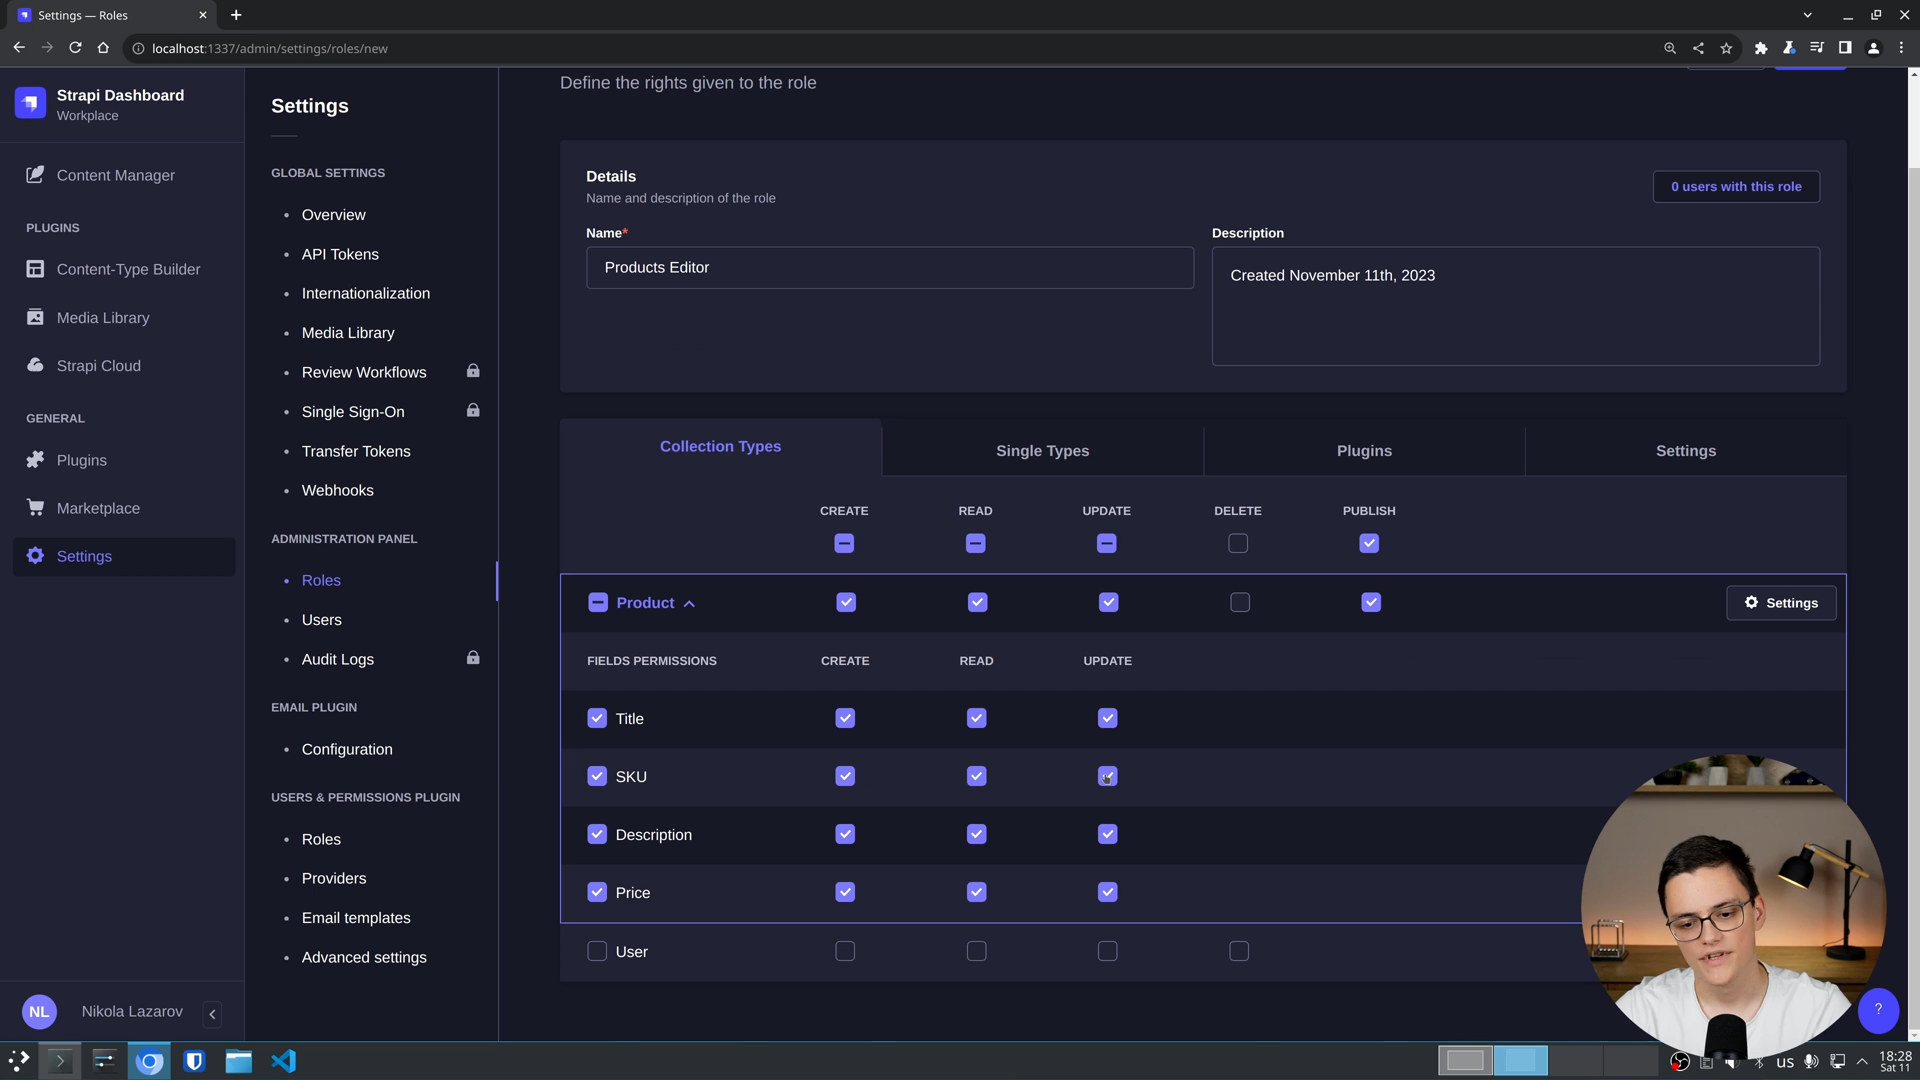 Settings — Roles
localhost:1337/admin/settings/roles/new
Strapi Dashboard
Workplace
Content Manager
PLUGINS
Content-Type Builder
Media Library
Strapi Cloud
GENERAL
Plugins
Marketplace
Settings
NL
Nikola Lazarov
Settings
GLOBAL SETTINGS
Overview
API Tokens
Internationalization
Media Library
Review Workflows
Single Sign-On
Transfer Tokens
Webhooks
ADMINISTRATION PANEL
Roles
Users
Audit Logs
EMAIL PLUGIN
Configuration
USERS & PERMISSIONS PLUGIN
Roles
Providers
Email templates
Advanced settings
Define the rights given to the role
Details
Name and description of the role
0 users with this role
Name*
Products Editor
Description
Created November 11th, 2023
Collection Types
Single Types
Plugins
Settings
CREATE READ UPDATE DELETE PUBLISH
Product
Settings
FIELDS PERMISSIONS CREATE READ UPDATE
Title
SKU
Description
Price
User
?
us
18:28
Sat 11